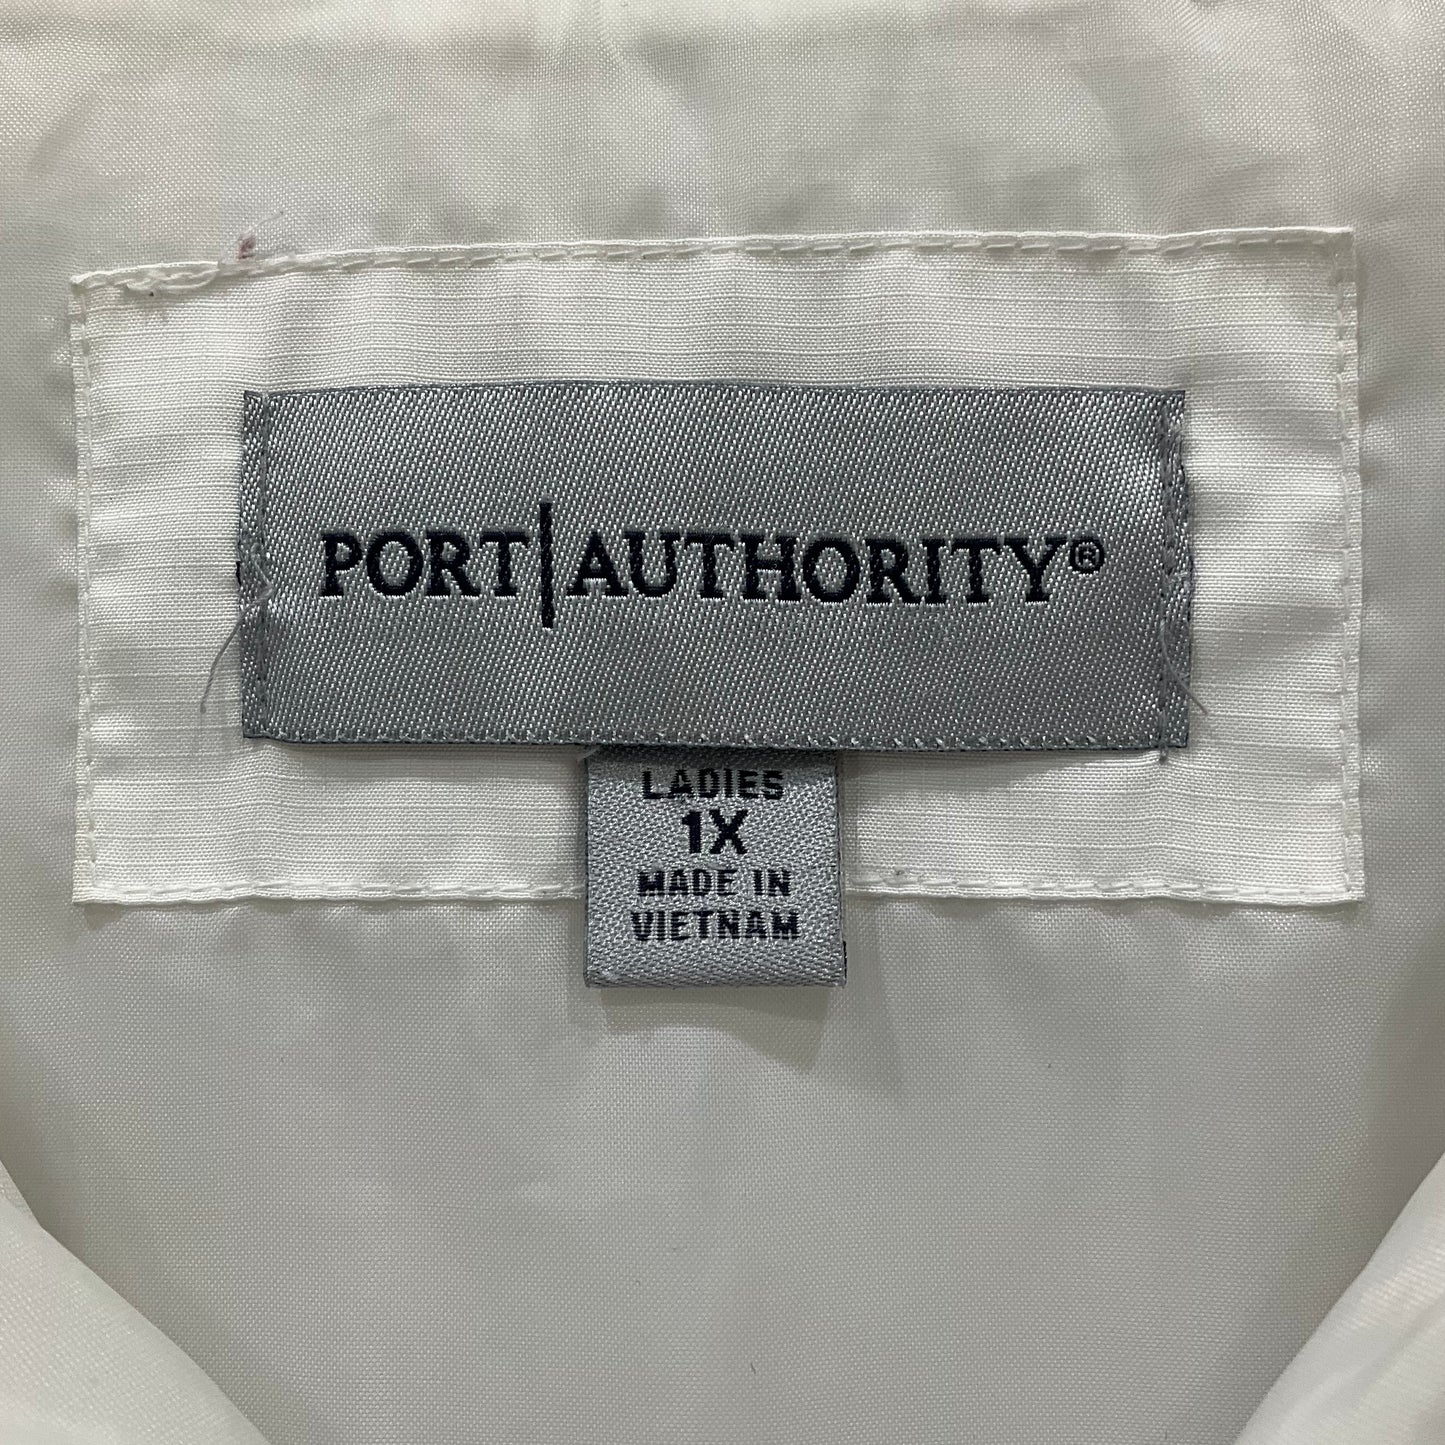 PORT|AUTHORITY®
LADIES
1X
MADE IN
VIETNAM